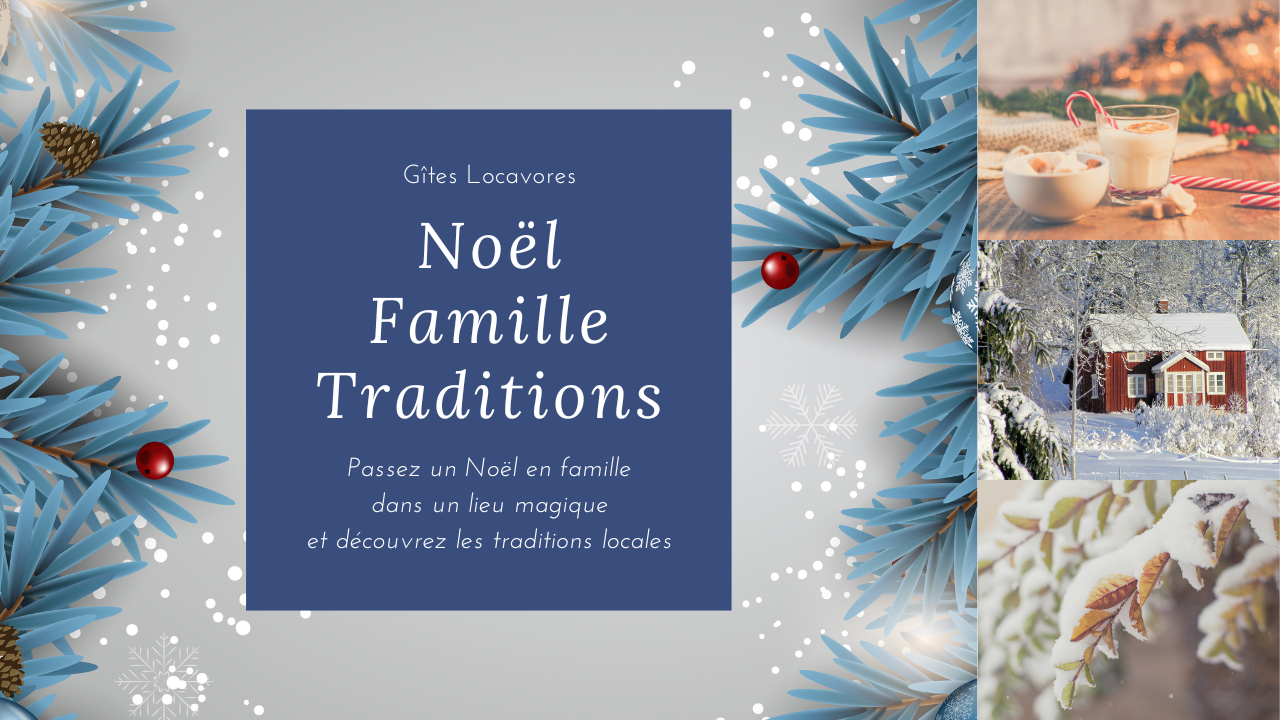 Gîtes Locavores
Noël
Famille
Traditions
Passez un Noël en famille
dans un lieu magique
et découvrez les traditions locales